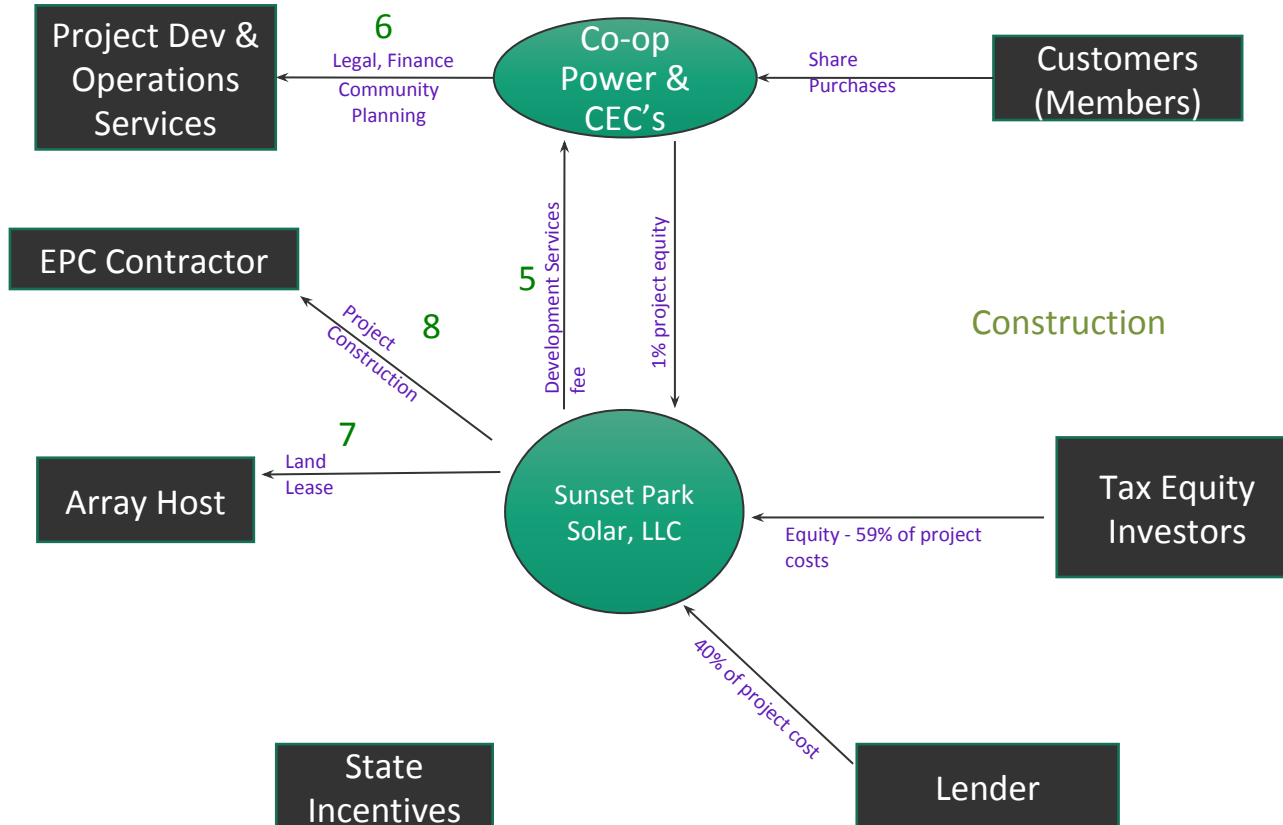 Project Dev &
Operations
Services
6
Legal, Finance
Community
Planning
Co-op
Power &
CEC’s
Share
Purchases
Customers
(Members)
EPC Contractor
Project
Construction
8
5
Development Services
fee
1% project equity
Construction
7
Land
Lease
Array Host
Sunset Park
Solar, LLC
Equity - 59% of project
costs
Tax Equity
Investors
40% of project cost
State
Incentives
Lender